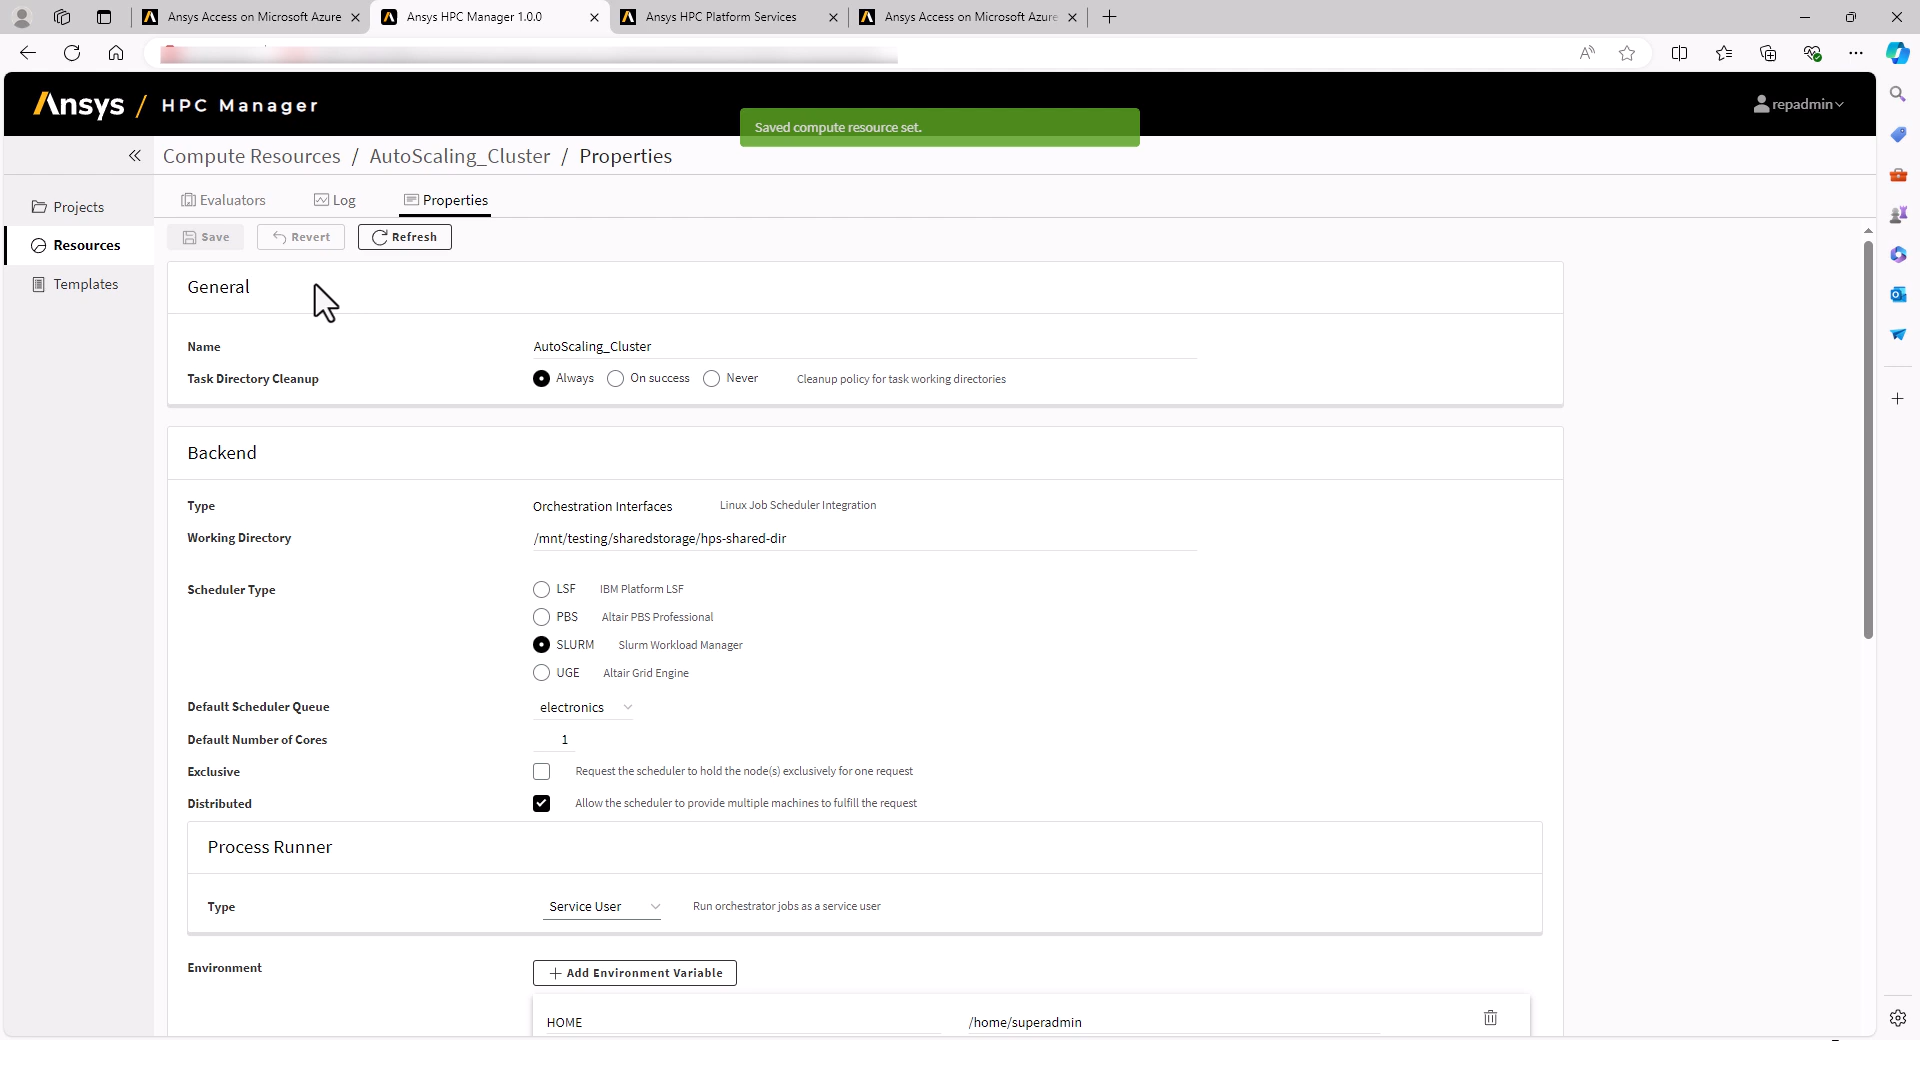 Ansys Access on Microsoft Azure
Ansys HPC Manager 1.0.0
Ansys HPC Platform Services
Ansys Access on Microsoft Azure
Ansys / HPC Manager
repadmin
Saved compute resource set.
Compute Resources / AutoScaling_Cluster / Properties
Projects
Resources
Templates
Evaluators Log Properties
Save Revert Refresh
General
Name AutoScaling_Cluster
Task Directory Cleanup Always On success Never Cleanup policy for task working directories
Backend
Type Orchestration Interfaces Linux Job Scheduler Integration
Working Directory /mnt/testing/sharedstorage/hps-shared-dir
Scheduler Type LSF IBM Platform LSF
PBS Altair PBS Professional
SLURM Slurm Workload Manager
UGE Altair Grid Engine
Default Scheduler Queue electronics
Default Number of Cores 1
Exclusive Request the scheduler to hold the node(s) exclusively for one request
Distributed Allow the scheduler to provide multiple machines to fulfill the request
Process Runner
Type Service User Run orchestrator jobs as a service user
Environment + Add Environment Variable
HOME /home/superadmin